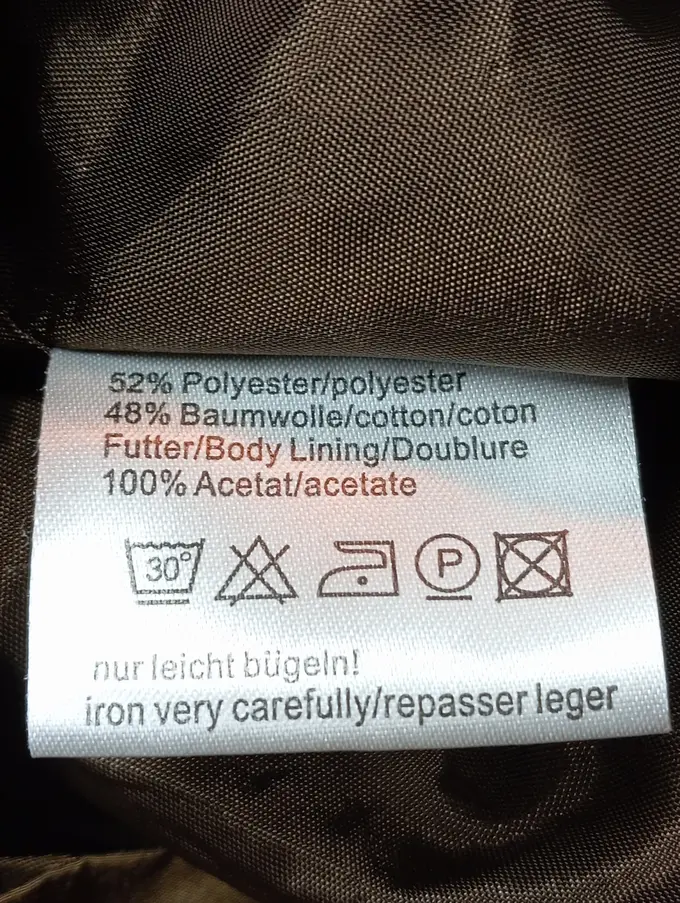 52% Polyester/polyester
48% Baumwolle/cotton/coton
Futter/Body Lining/Doublure
100% Acetat/acetate
30° P
nur leicht bügeln!
iron very carefully/repasser leger